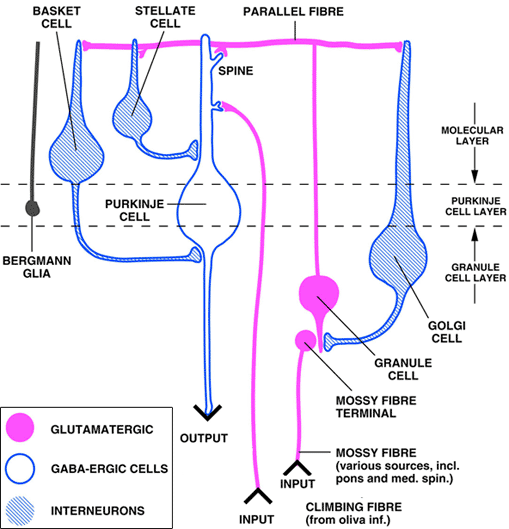 BASKET
CELL
STELLATE
CELL
PARALLEL FIBRE
SPINE
MOLECULAR
LAYER
PURKINJE
CELL
PURKINJE
CELL LAYER
BERGMANN
GLIA
GRANULE
CELL LAYER
GOLGI
CELL
GRANULE
CELL
MOSSY FIBRE
TERMINAL
GLUTAMATERGIC
OUTPUT
GABA-ERGIC CELLS
MOSSY FIBRE
(various sources, incl.
pons and med. spin.)
INPUT
INTERNEURONS
INPUT
CLIMBING FIBRE
(from oliva inf.)